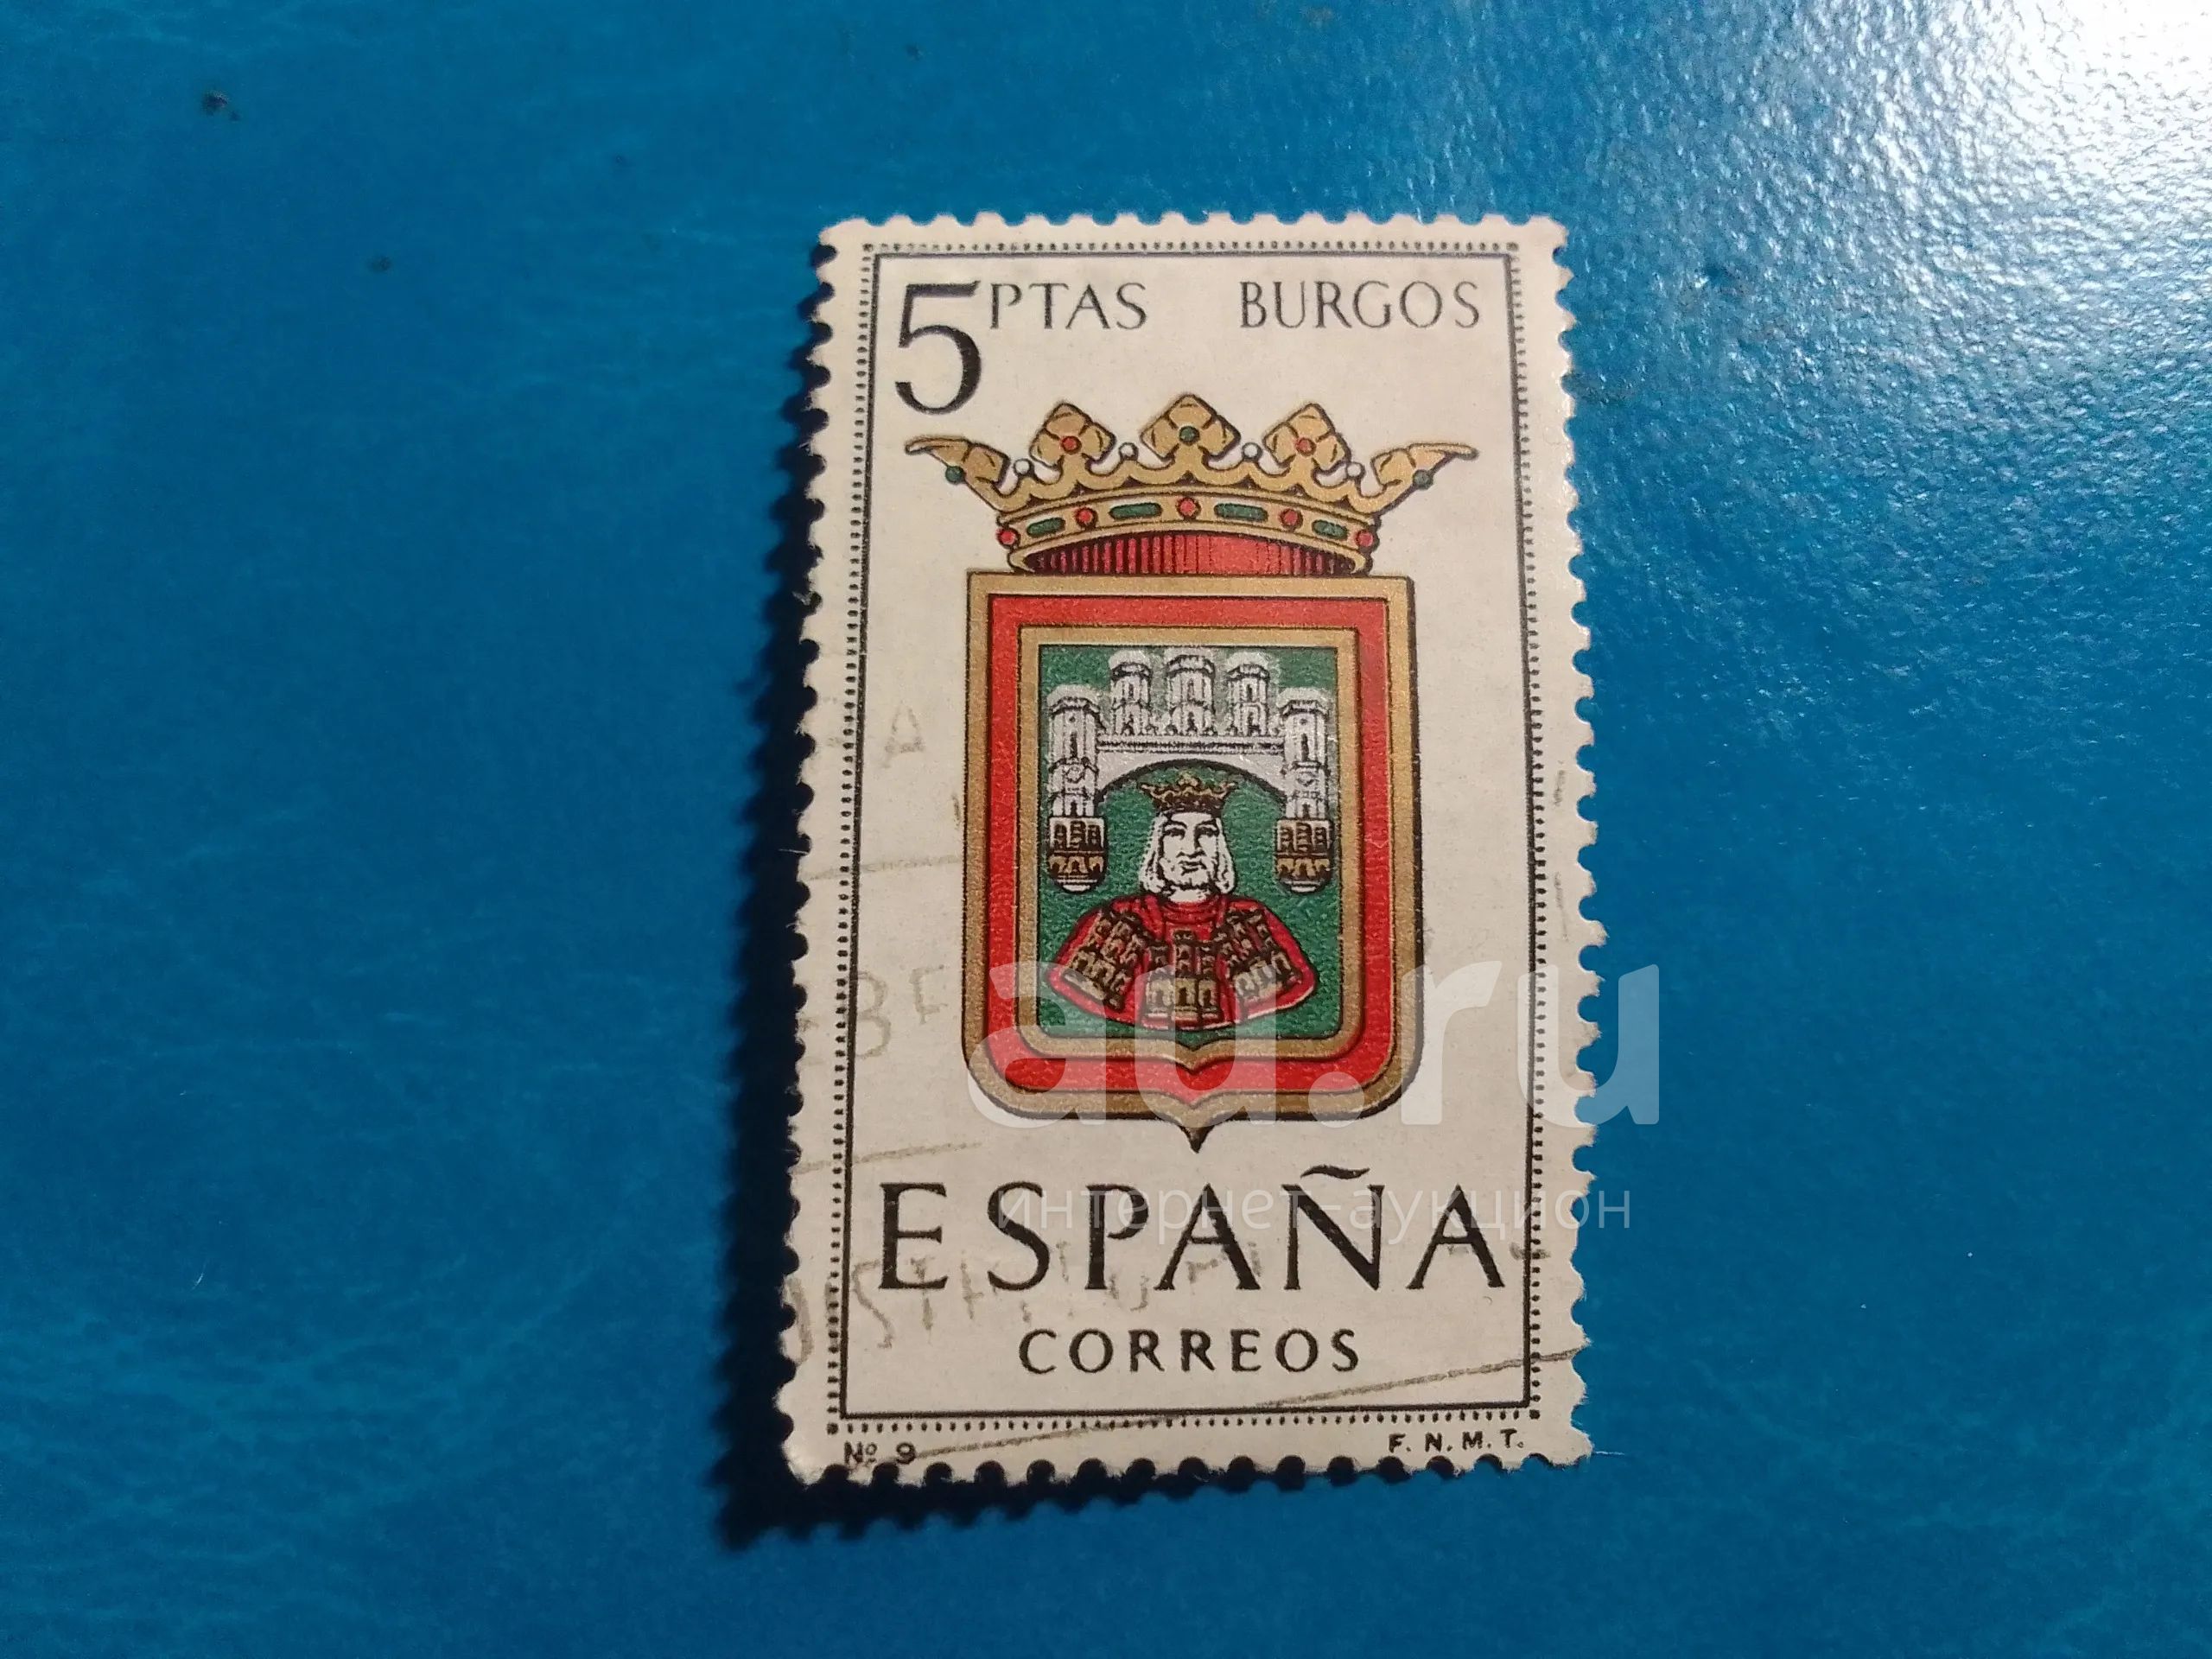 5 PTAS BURGOS
au.ru
ESPAÑA
интернет-аукцион
CORREOS
Nº 9 F. N. M. T.